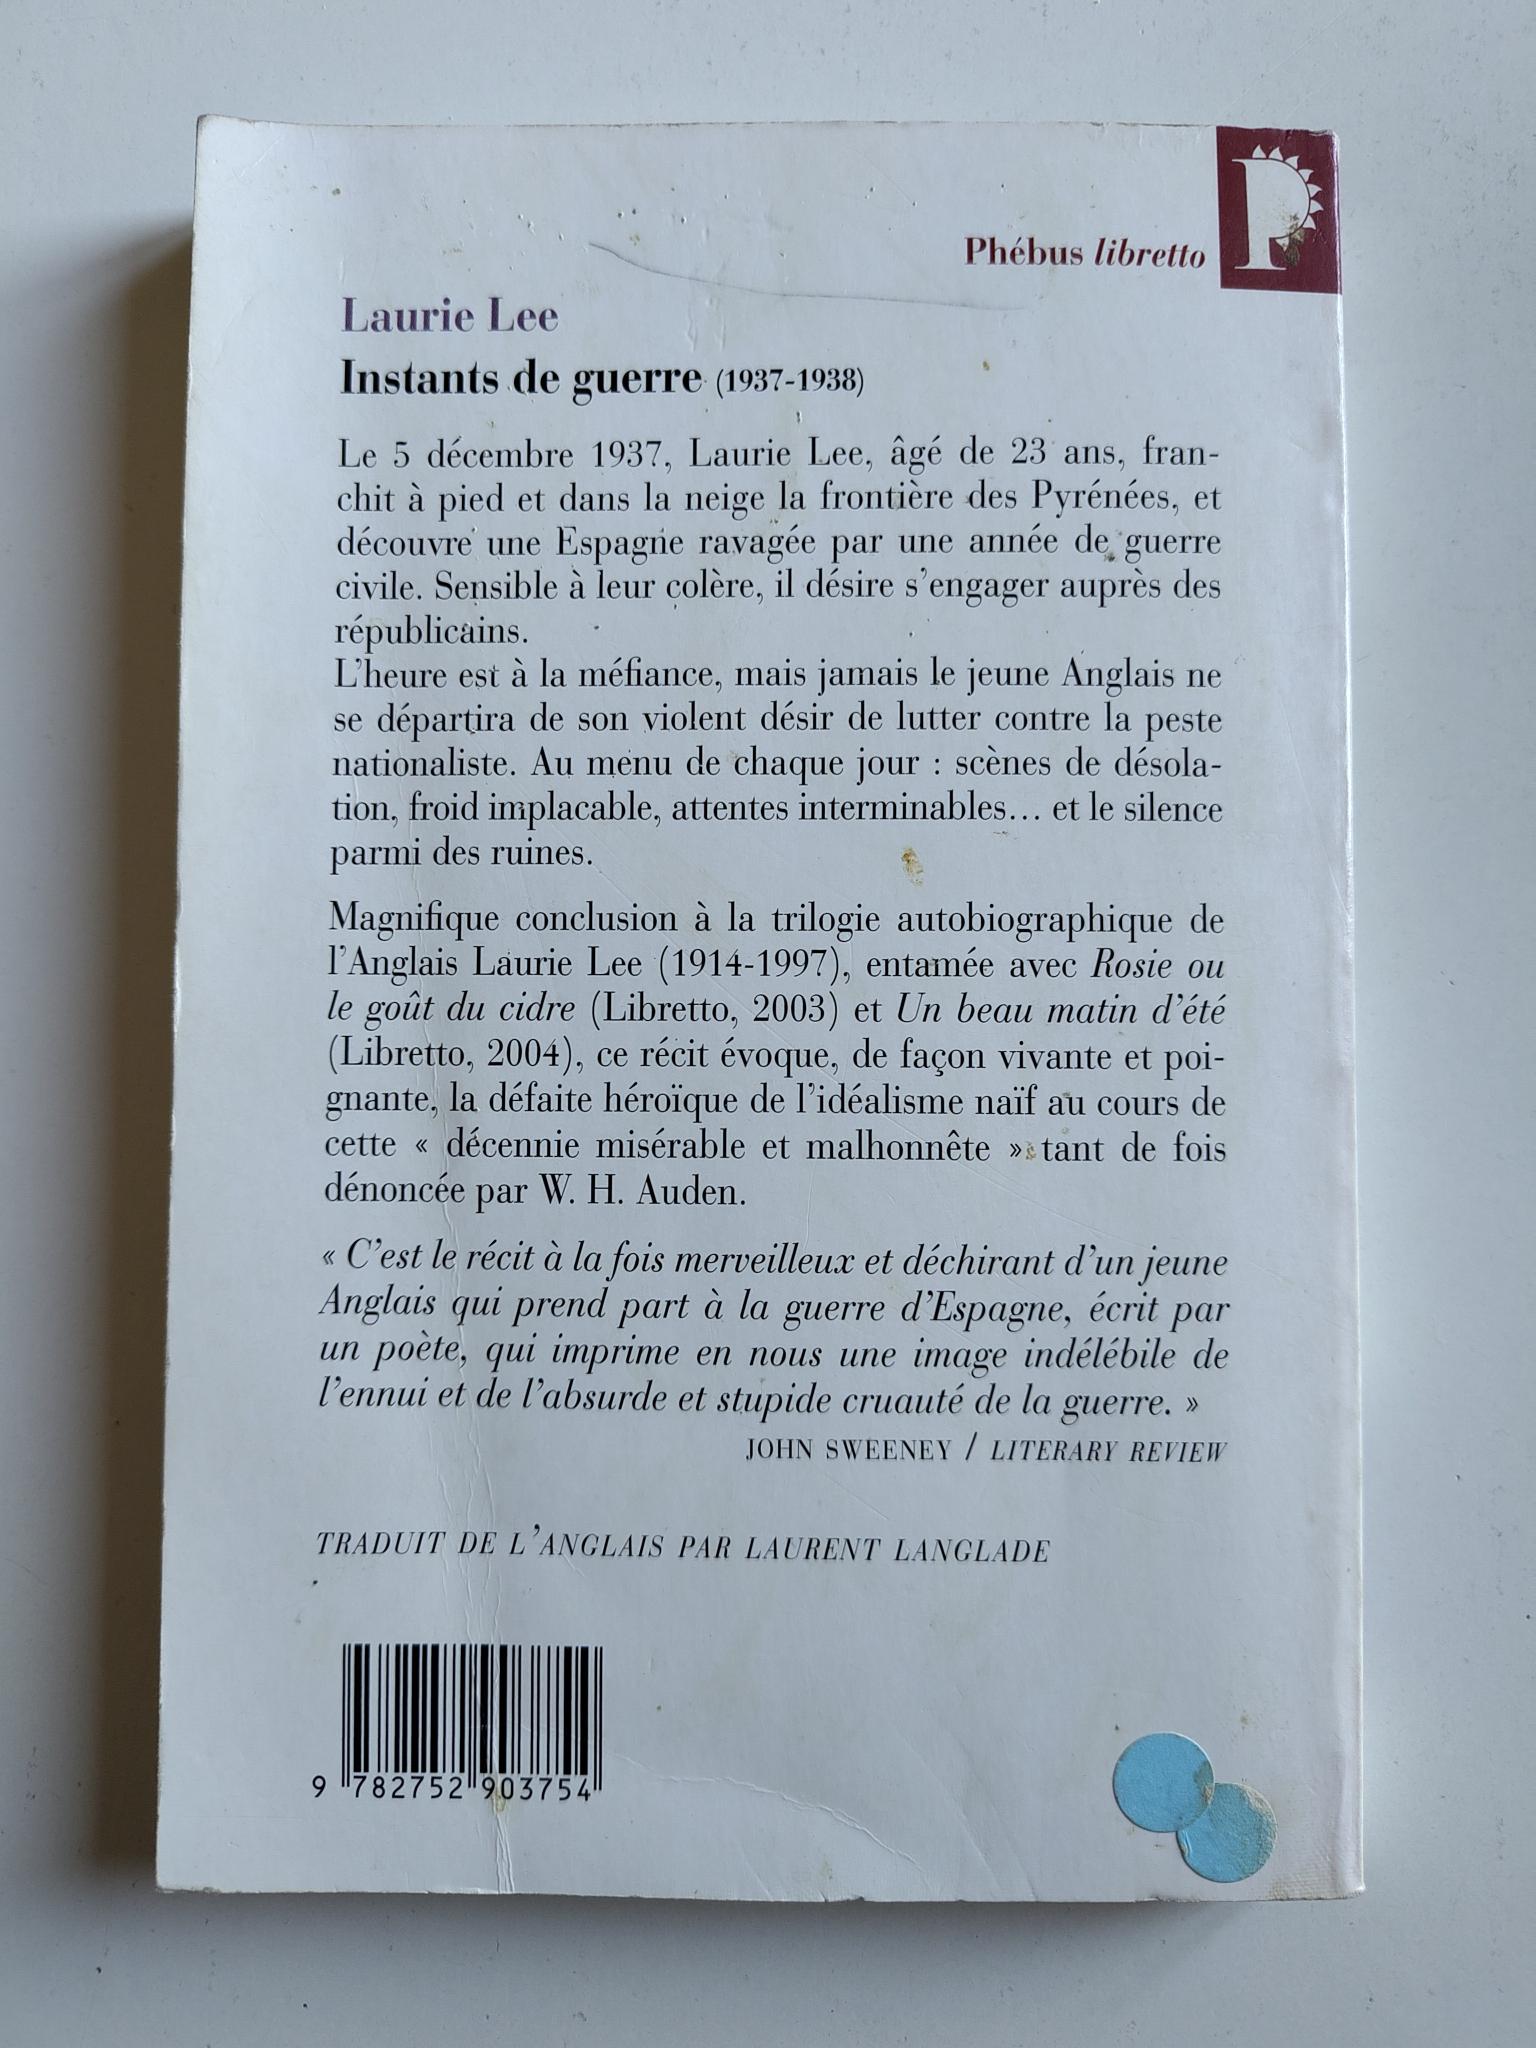 Phébus libretto
Laurie Lee
Instants de guerre (1937-1938)
Le 5 décembre 1937, Laurie Lee, âgé de 23 ans, fran-
chit à pied et dans la neige la frontière des Pyrénées, et
découvre une Espagne ravagée par une année de guerre
civile. Sensible à leur colère, il désire s'engager auprès des
républicains.
L'heure est à la méfiance, mais jamais le jeune Anglais ne
se départira de son violent désir de lutter contre la peste
nationaliste. Au menu de chaque jour : scènes de désola-
tion, froid implacable, attentes interminables... et le silence
parmi des ruines.
Magnifique conclusion à la trilogie autobiographique de
l'Anglais Laurie Lee (1914-1997), entamée avec Rosie ou
le goût du cidre (Libretto, 2003) et Un beau matin d'été
(Libretto, 2004), ce récit évoque, de façon vivante et poi-
gnante, la défaite héroïque de l'idéalisme naïf au cours de
cette « décennie misérable et malhonnête » tant de fois
dénoncée par W. H. Auden.
« C'est le récit à la fois merveilleux et déchirant d'un jeune
Anglais qui prend part à la guerre d'Espagne, écrit par
un poète, qui imprime en nous une image indélébile de
l'ennui et de l'absurde et stupide cruauté de la guerre. »
JOHN SWEENEY / LITERARY REVIEW
TRADUIT DE L'ANGLAIS PAR LAURENT LANGLADE
9 782752 903754